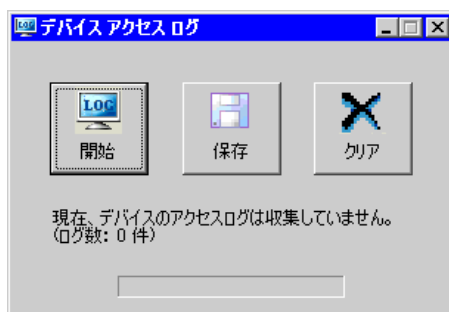 デバイス アクセス ログ
LOG
開始
保存
クリア
現在、デバイスのアクセスログは収集していません。
(ログ数: 0 件)